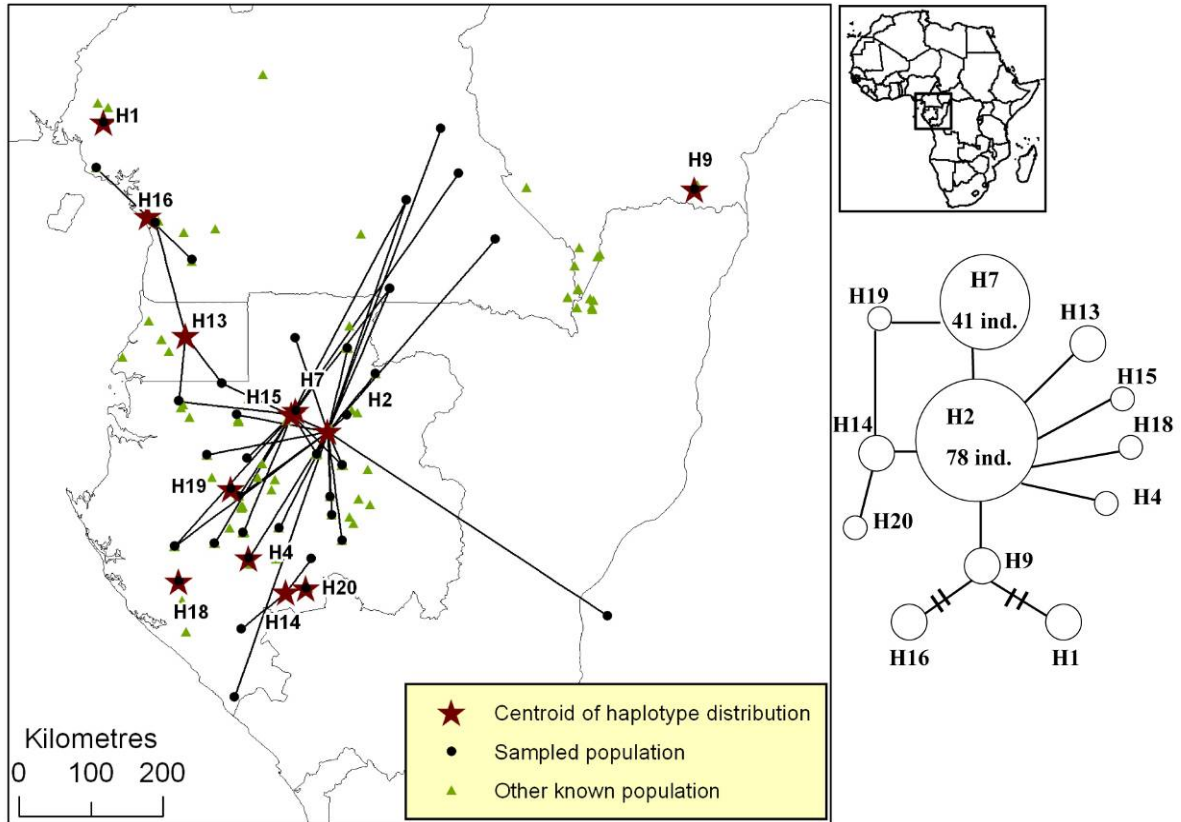 H1
H9
H16
H13
H7
H15
H2
H19
H4
H18
H20
H14
Kilometres
0 100 200
Centroid of haplotype distribution
Sampled population
Other known population
H7
41 ind.
H19
H13
H15
H2
78 ind.
H14
H18
H4
H20
H9
H16
H1